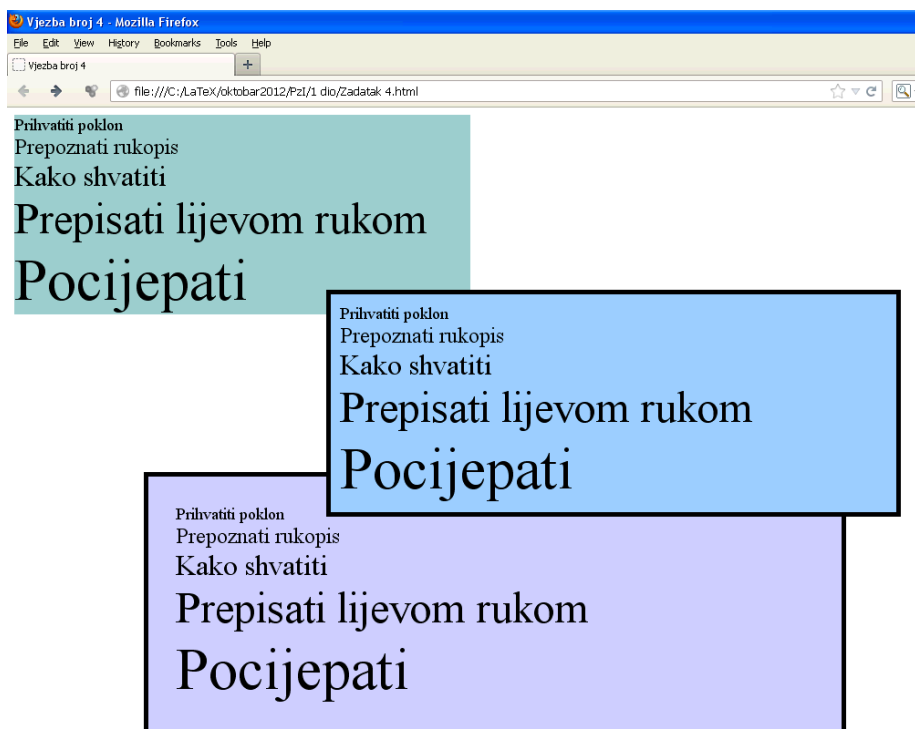 Vjezba broj 4 - Mozilla Firefox
File Edit View History Bookmarks Tools Help
Vjezba broj 4
file:///C:/LaTeX/oktobar2012/PzI/1 dio/Zadatak 4.html
Prihvatiti poklon
Prepoznati rukopis
Kako shvatiti
Prepisati lijevom rukom
Pocijepati
Prihvatiti poklon
Prepoznati rukopis
Kako shvatiti
Prepisati lijevom rukom
Pocijepati
Prihvatiti poklon
Prepoznati rukopis
Kako shvatiti
Prepisati lijevom rukom
Pocijepati